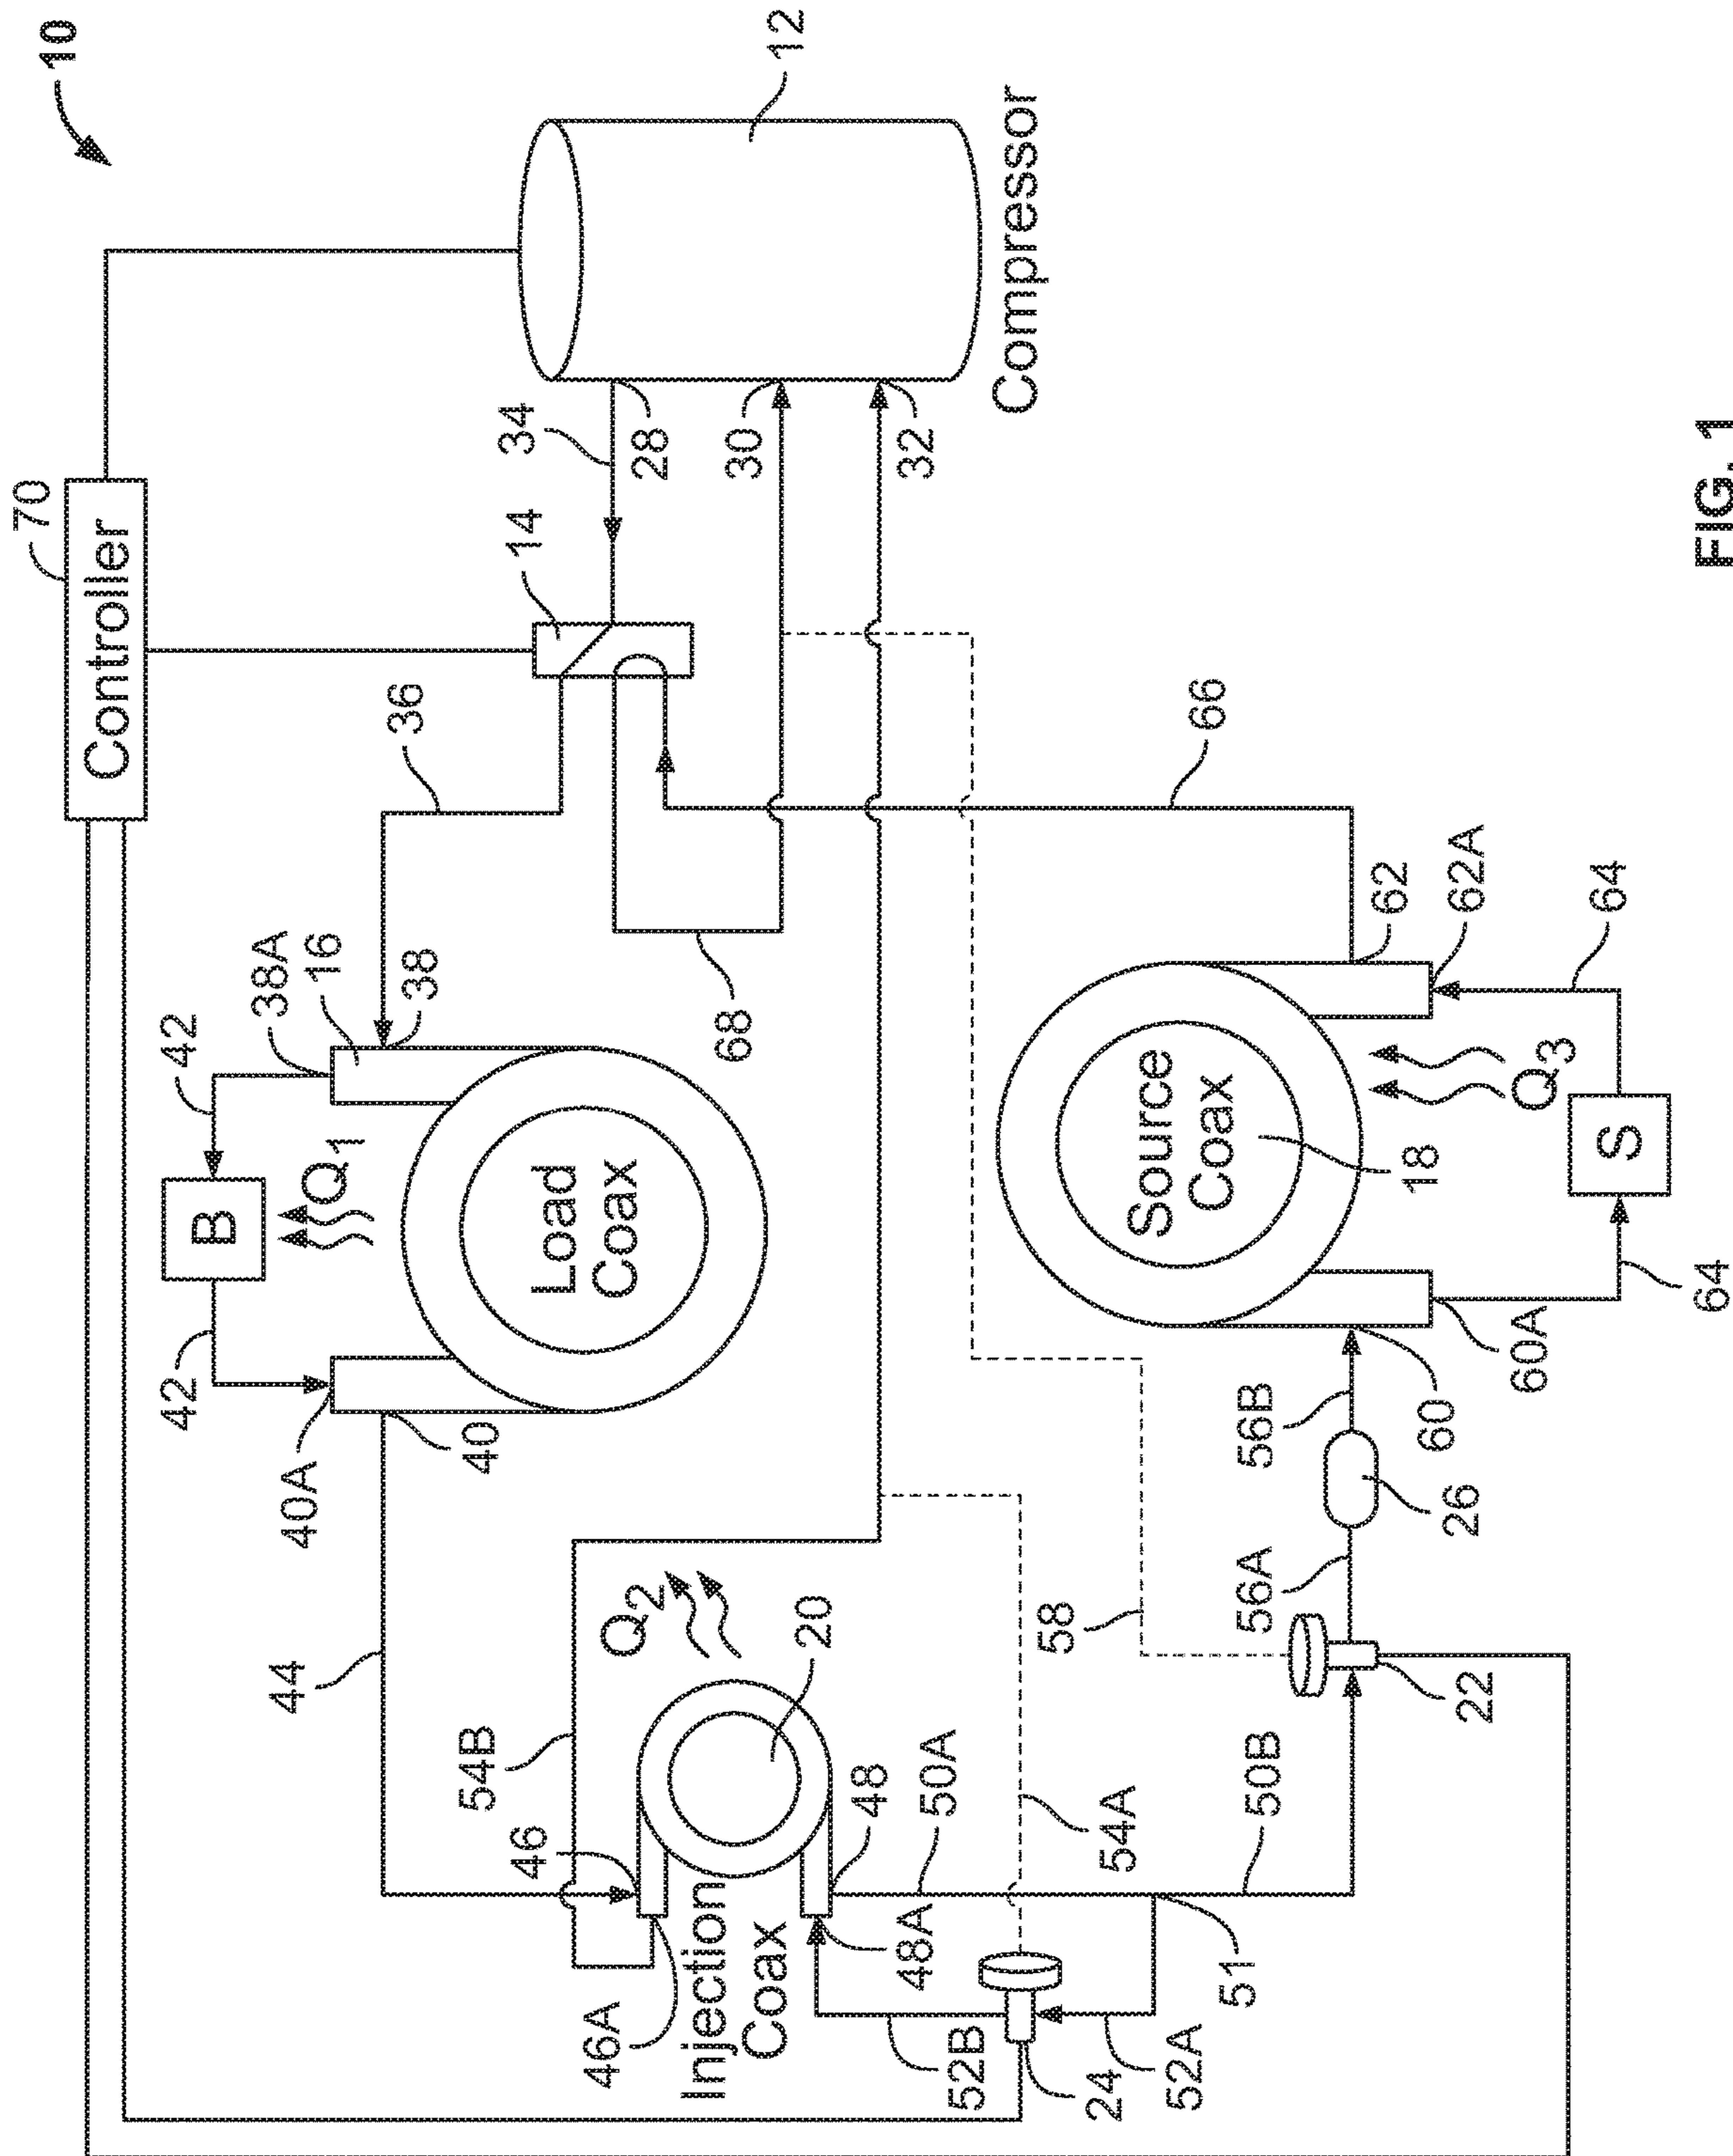 10
70
Controller
12
Compressor
34
28
30
32
14
36
68
66
42
38A
16
38
B
Q1
42
40A
40
Load
Coax
44
Q2
20
54B
46
46A
Injection
Coax
48
48A
50A
54A
52B
24
52A
51
50B
58
22
56A
26
56B
60
60A
Source
Coax
18
Q3
S
62
62A
64
64
FIG. 1